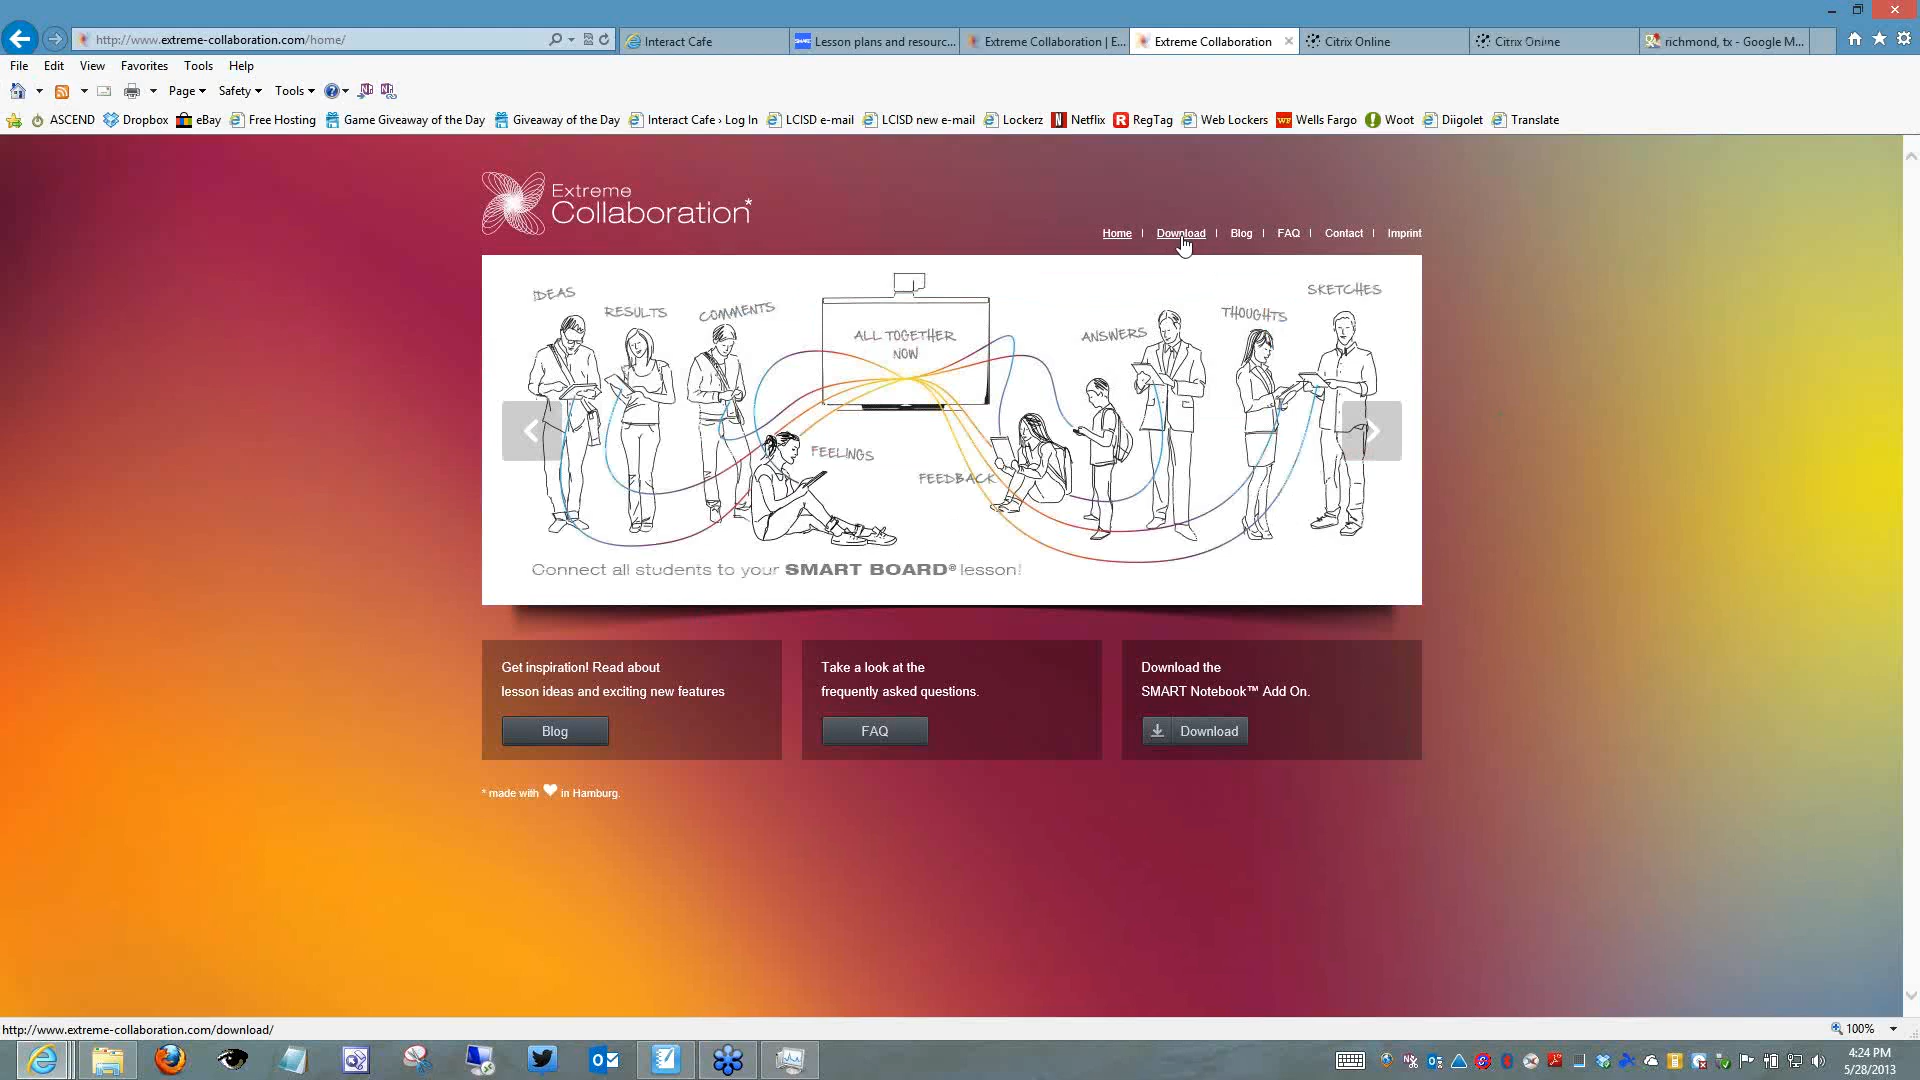 http://www.extreme-collaboration.com/home/
Interact Cafe
Lesson plans and resourc...
Extreme Collaboration | E...
Extreme Collaboration
Citrix Online
Citrix Online
richmond, tx - Google M...
File Edit View Favorites Tools Help
Page Safety Tools
ASCEND Dropbox eBay Free Hosting Game Giveaway of the Day Giveaway of the Day Interact Cafe › Log In LCISD e-mail LCISD new e-mail Lockerz Netflix RegTag Web Lockers Wells Fargo Woot Diigolet Translate
Extreme
Collaboration*
Home | Download | Blog | FAQ | Contact | Imprint
IDEAS
RESULTS
COMMENTS
ALL TOGETHER
NOW
ANSWERS
THOUGHTS
SKETCHES
FEELINGS
FEEDBACK
Connect all students to your SMART BOARD® lesson!
Get inspiration! Read about
lesson ideas and exciting new features
Blog
Take a look at the
frequently asked questions.
FAQ
Download the
SMART Notebook™ Add On.
Download
* made with ♥ in Hamburg.
http://www.extreme-collaboration.com/download/
100%
4:24 PM
5/28/2013